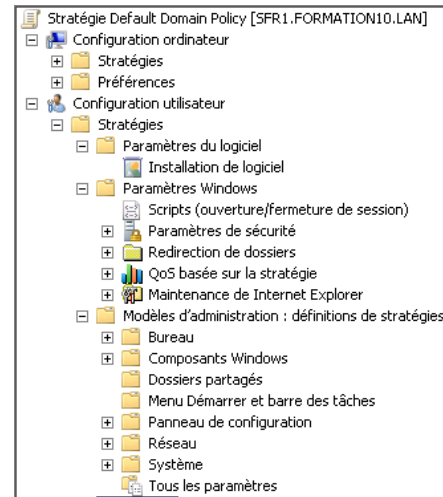 Stratégie Default Domain Policy [SFR1.FORMATION10.LAN]
Configuration ordinateur
Stratégies
Préférences
Configuration utilisateur
Stratégies
Paramètres du logiciel
Installation de logiciel
Paramètres Windows
Scripts (ouverture/fermeture de session)
Paramètres de sécurité
Redirection de dossiers
QoS basée sur la stratégie
Maintenance de Internet Explorer
Modèles d'administration : définitions de stratégies
Bureau
Composants Windows
Dossiers partagés
Menu Démarrer et barre des tâches
Panneau de configuration
Réseau
Système
Tous les paramètres